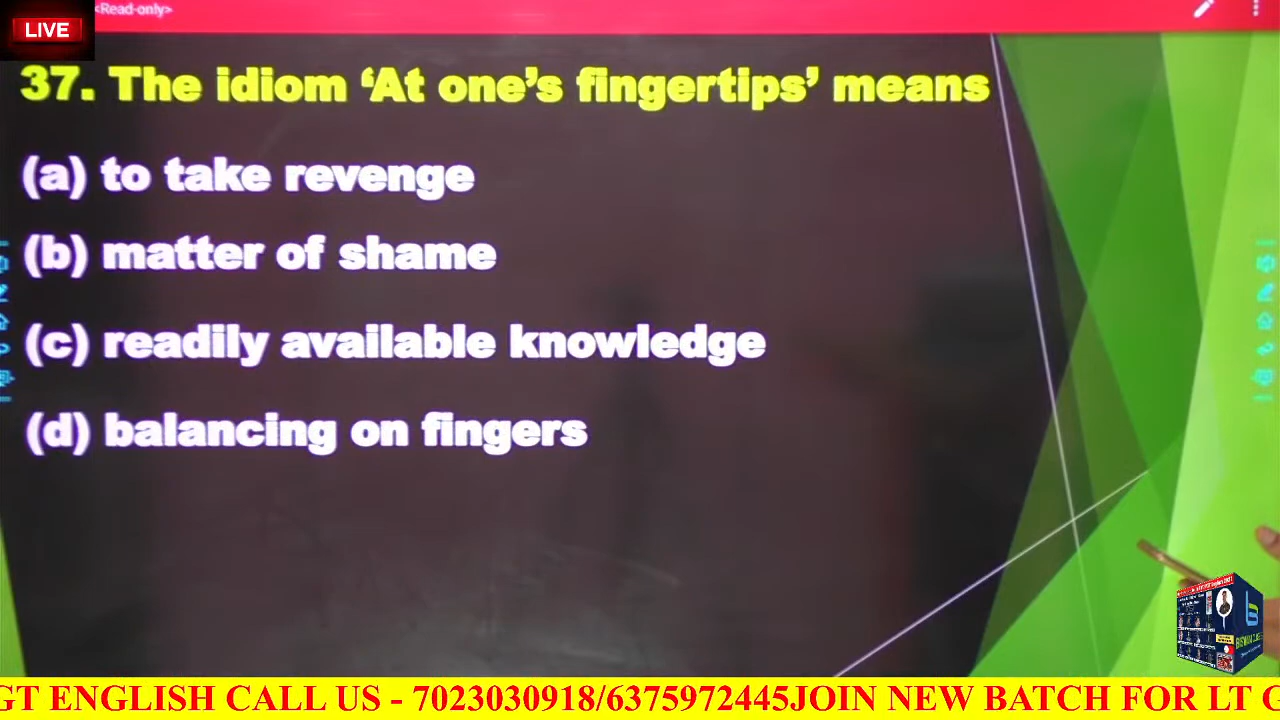 LIVE
<Read-only>
37. The idiom ‘At one’s fingertips’ means
(a) to take revenge
(b) matter of shame
(c) readily available knowledge
(d) balancing on fingers
GT ENGLISH CALL US - 7023030918/6375972445JOIN NEW BATCH FOR LT G